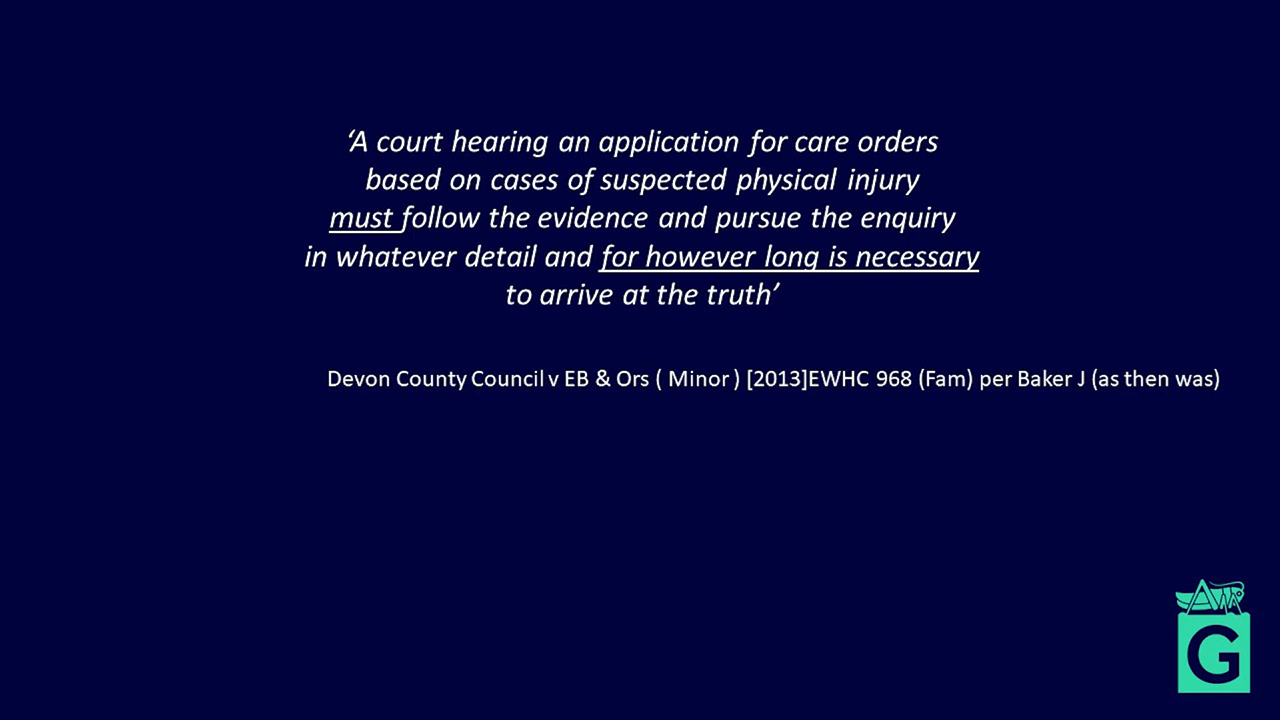 ‘A court hearing an application for care orders
based on cases of suspected physical injury
must follow the evidence and pursue the enquiry
in whatever detail and for however long is necessary
to arrive at the truth’
Devon County Council v EB & Ors ( Minor ) [2013]EWHC 968 (Fam) per Baker J (as then was)
G